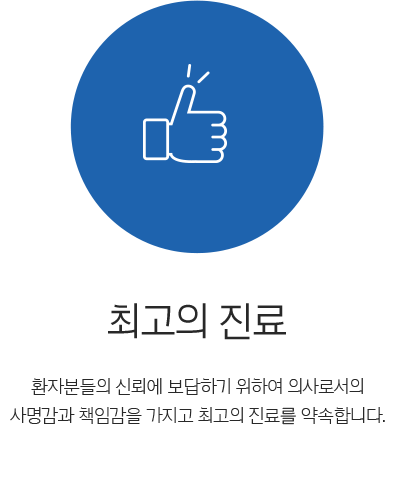 최고의 진료
환자분들의 신뢰에 보답하기 위하여 의사로서의
사명감과 책임감을 가지고 최고의 진료를 약속합니다.